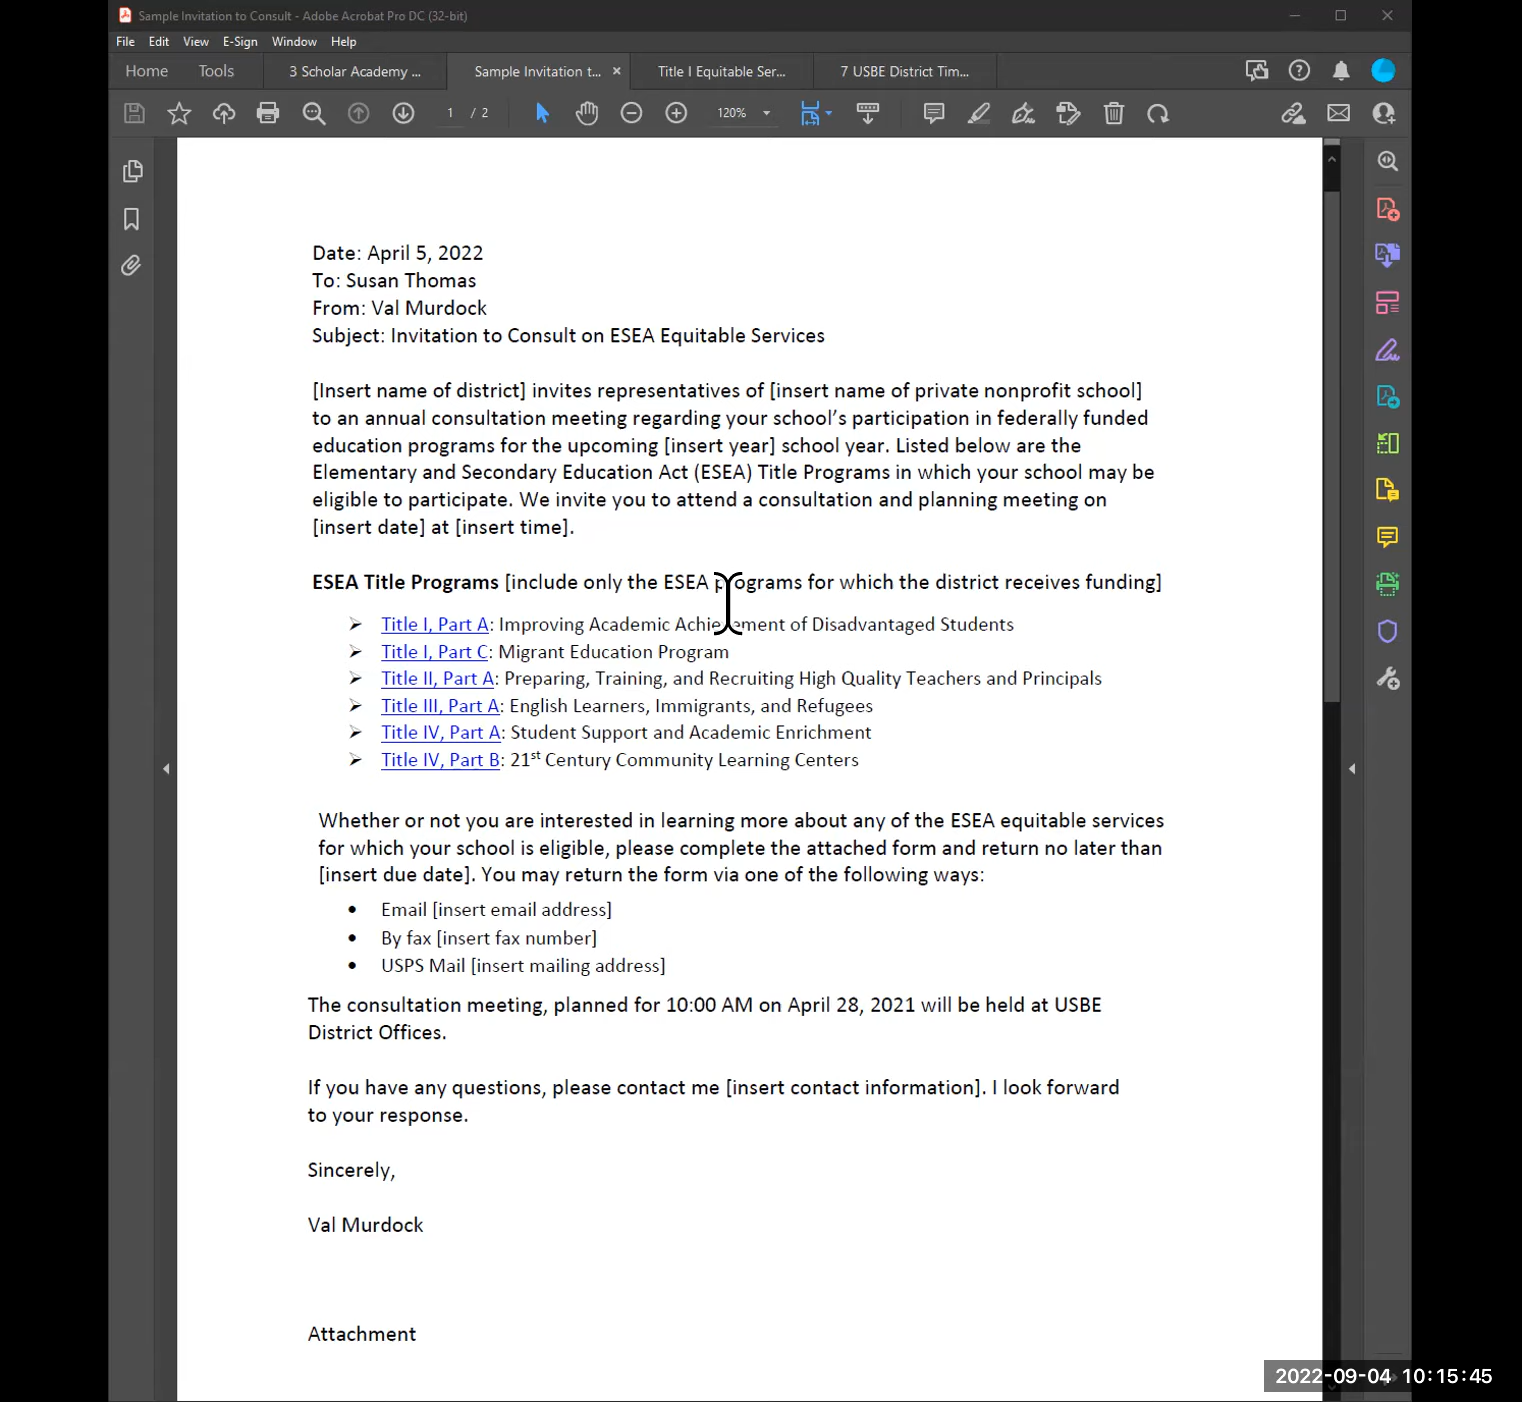 Sample Invitation to Consult - Adobe Acrobat Pro DC (32-bit)
File Edit View E-Sign Window Help
Home Tools 3 Scholar Academy ... Sample Invitation t... × Title I Equitable Ser... 7 USBE District Tim...
1 / 2 120%
Date: April 5, 2022
To: Susan Thomas
From: Val Murdock
Subject: Invitation to Consult on ESEA Equitable Services
[Insert name of district] invites representatives of [insert name of private nonprofit school]
to an annual consultation meeting regarding your school’s participation in federally funded
education programs for the upcoming [insert year] school year. Listed below are the
Elementary and Secondary Education Act (ESEA) Title Programs in which your school may be
eligible to participate. We invite you to attend a consultation and planning meeting on
[insert date] at [insert time].
ESEA Title Programs [include only the ESEA programs for which the district receives funding]
➢ Title I, Part A: Improving Academic Achievement of Disadvantaged Students
➢ Title I, Part C: Migrant Education Program
➢ Title II, Part A: Preparing, Training, and Recruiting High Quality Teachers and Principals
➢ Title III, Part A: English Learners, Immigrants, and Refugees
➢ Title IV, Part A: Student Support and Academic Enrichment
➢ Title IV, Part B: 21st Century Community Learning Centers
Whether or not you are interested in learning more about any of the ESEA equitable services
for which your school is eligible, please complete the attached form and return no later than
[insert due date]. You may return the form via one of the following ways:
• Email [insert email address]
• By fax [insert fax number]
• USPS Mail [insert mailing address]
The consultation meeting, planned for 10:00 AM on April 28, 2021 will be held at USBE
District Offices.
If you have any questions, please contact me [insert contact information]. I look forward
to your response.
Sincerely,
Val Murdock
Attachment
2022-09-04 10:15:45